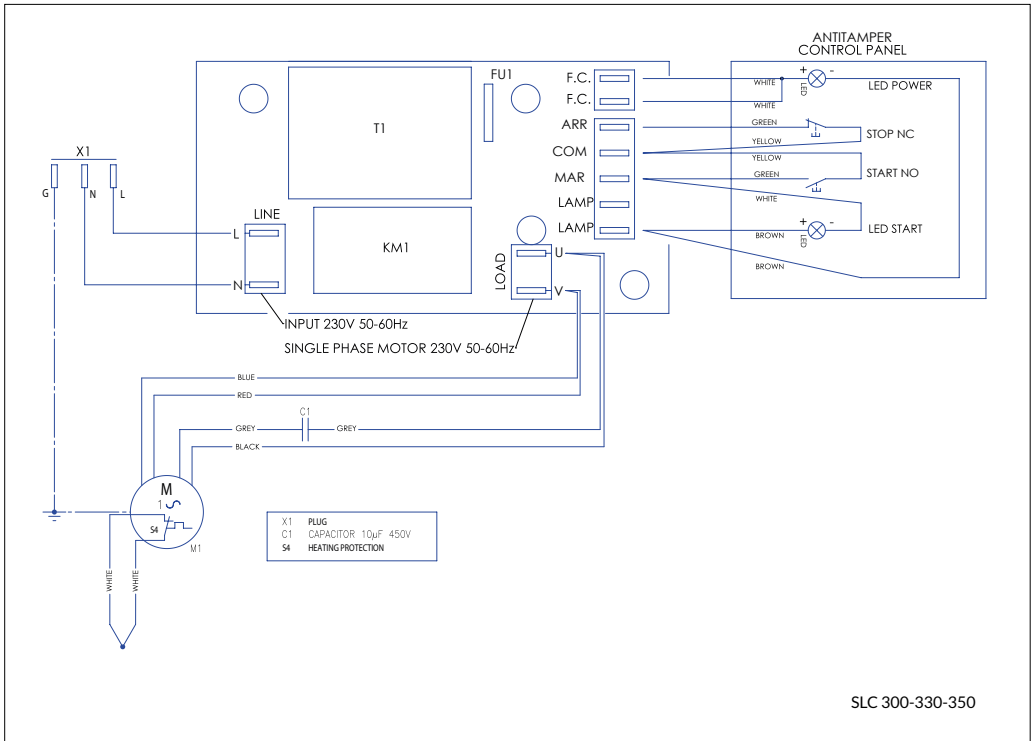 ANTITAMPER
CONTROL PANEL
FU1
F.C.
F.C.
ARR
COM
MAR
LAMP
LAMP
T1
KM1
X1
G
N
L
LINE
L
N
LOAD
U
V
WHITE
WHITE
GREEN
YELLOW
YELLOW
GREEN
WHITE
BROWN
BROWN
+
-
LED
LED POWER
E
STOP NC
START NO
E
+
-
LED
LED START
INPUT 230V 50-60Hz
SINGLE PHASE MOTOR 230V 50-60Hz
BLUE
RED
C1
GREY
GREY
BLACK
M
1
S4
M1
WHITE
WHITE
X1 PLUG
C1 CAPACITOR 10µF 450V
S4 HEATING PROTECTION
SLC 300-330-350